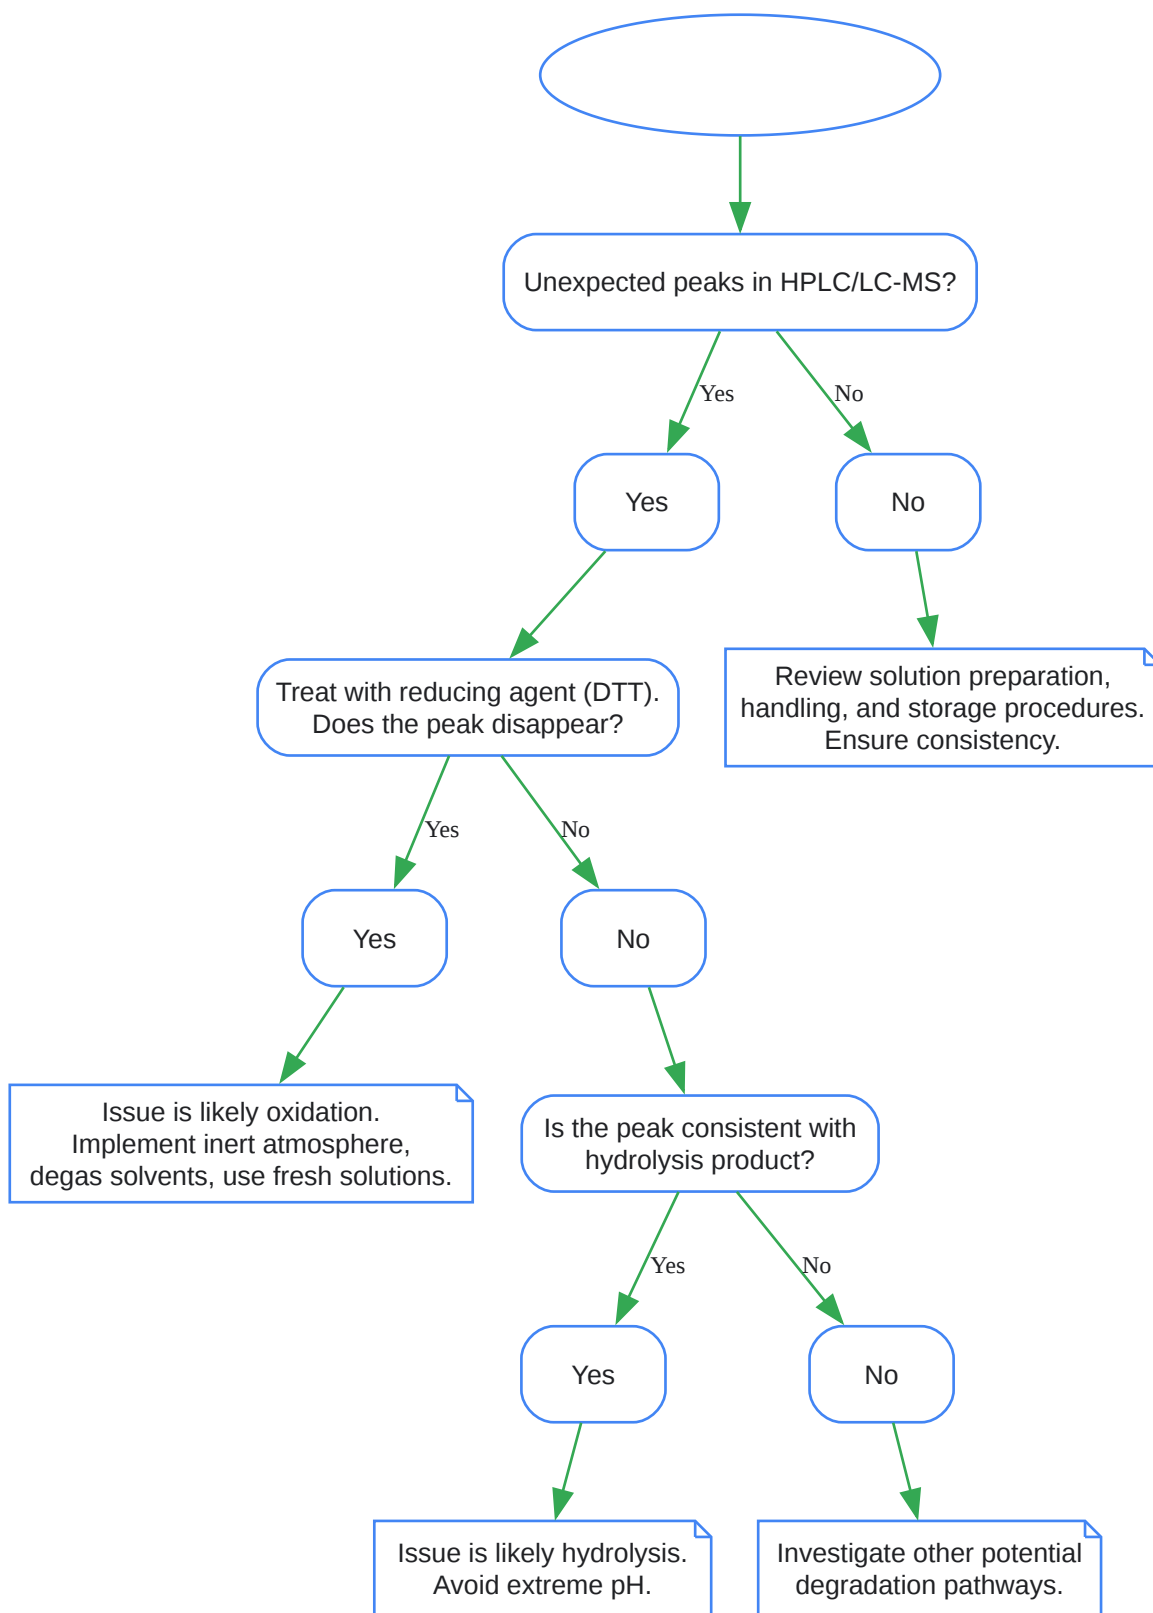 Unexpected peaks in HPLC/LC-MS?
Yes
No
Yes
No
Review solution preparation,
handling, and storage procedures.
Ensure consistency.
Treat with reducing agent (DTT).
Does the peak disappear?
Yes
No
Yes
No
Issue is likely oxidation.
Implement inert atmosphere,
degas solvents, use fresh solutions.
Is the peak consistent with
hydrolysis product?
Yes
No
Yes
No
Issue is likely hydrolysis.
Avoid extreme pH.
Investigate other potential
degradation pathways.